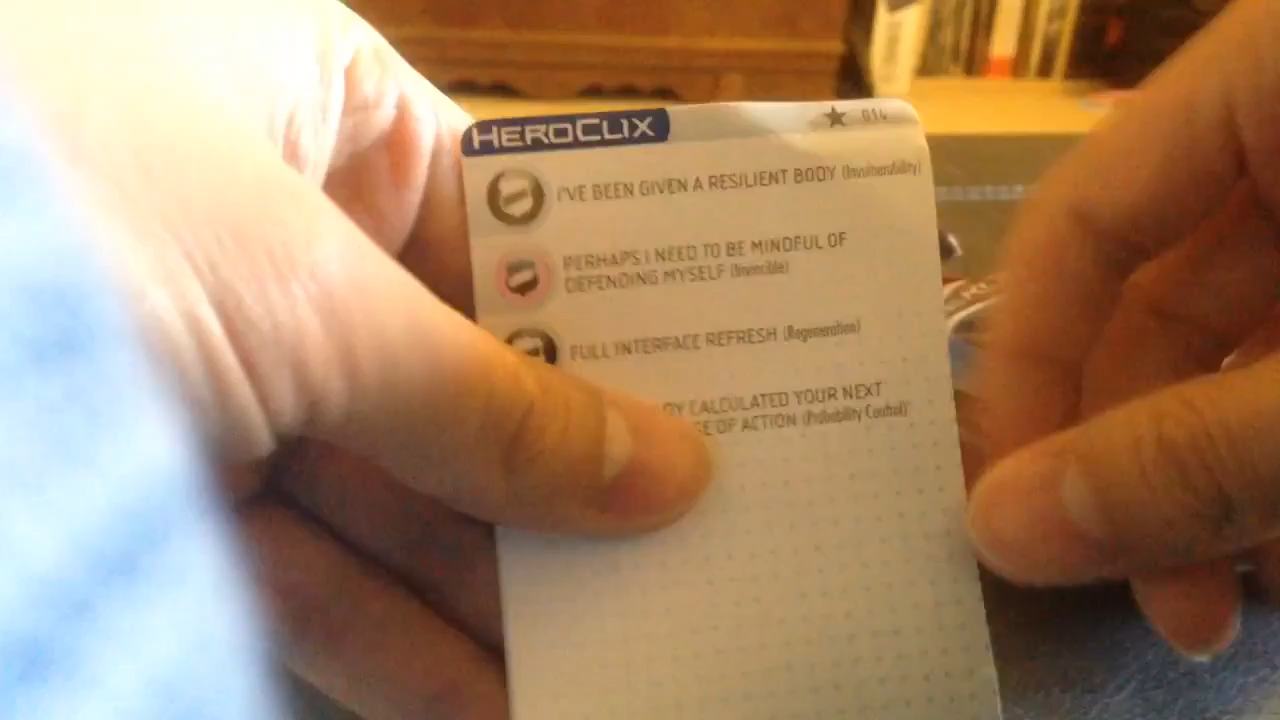 HEROCLIX
★ 014
I'VE BEEN GIVEN A RESILIENT BODY (Invulnerability)
PERHAPS I NEED TO BE MINDFUL OF
DEFENDING MYSELF (Invincible)
FULL INTERFACE REFRESH (Regeneration)
CALCULATED YOUR NEXT
OF ACTION (Probability Control)